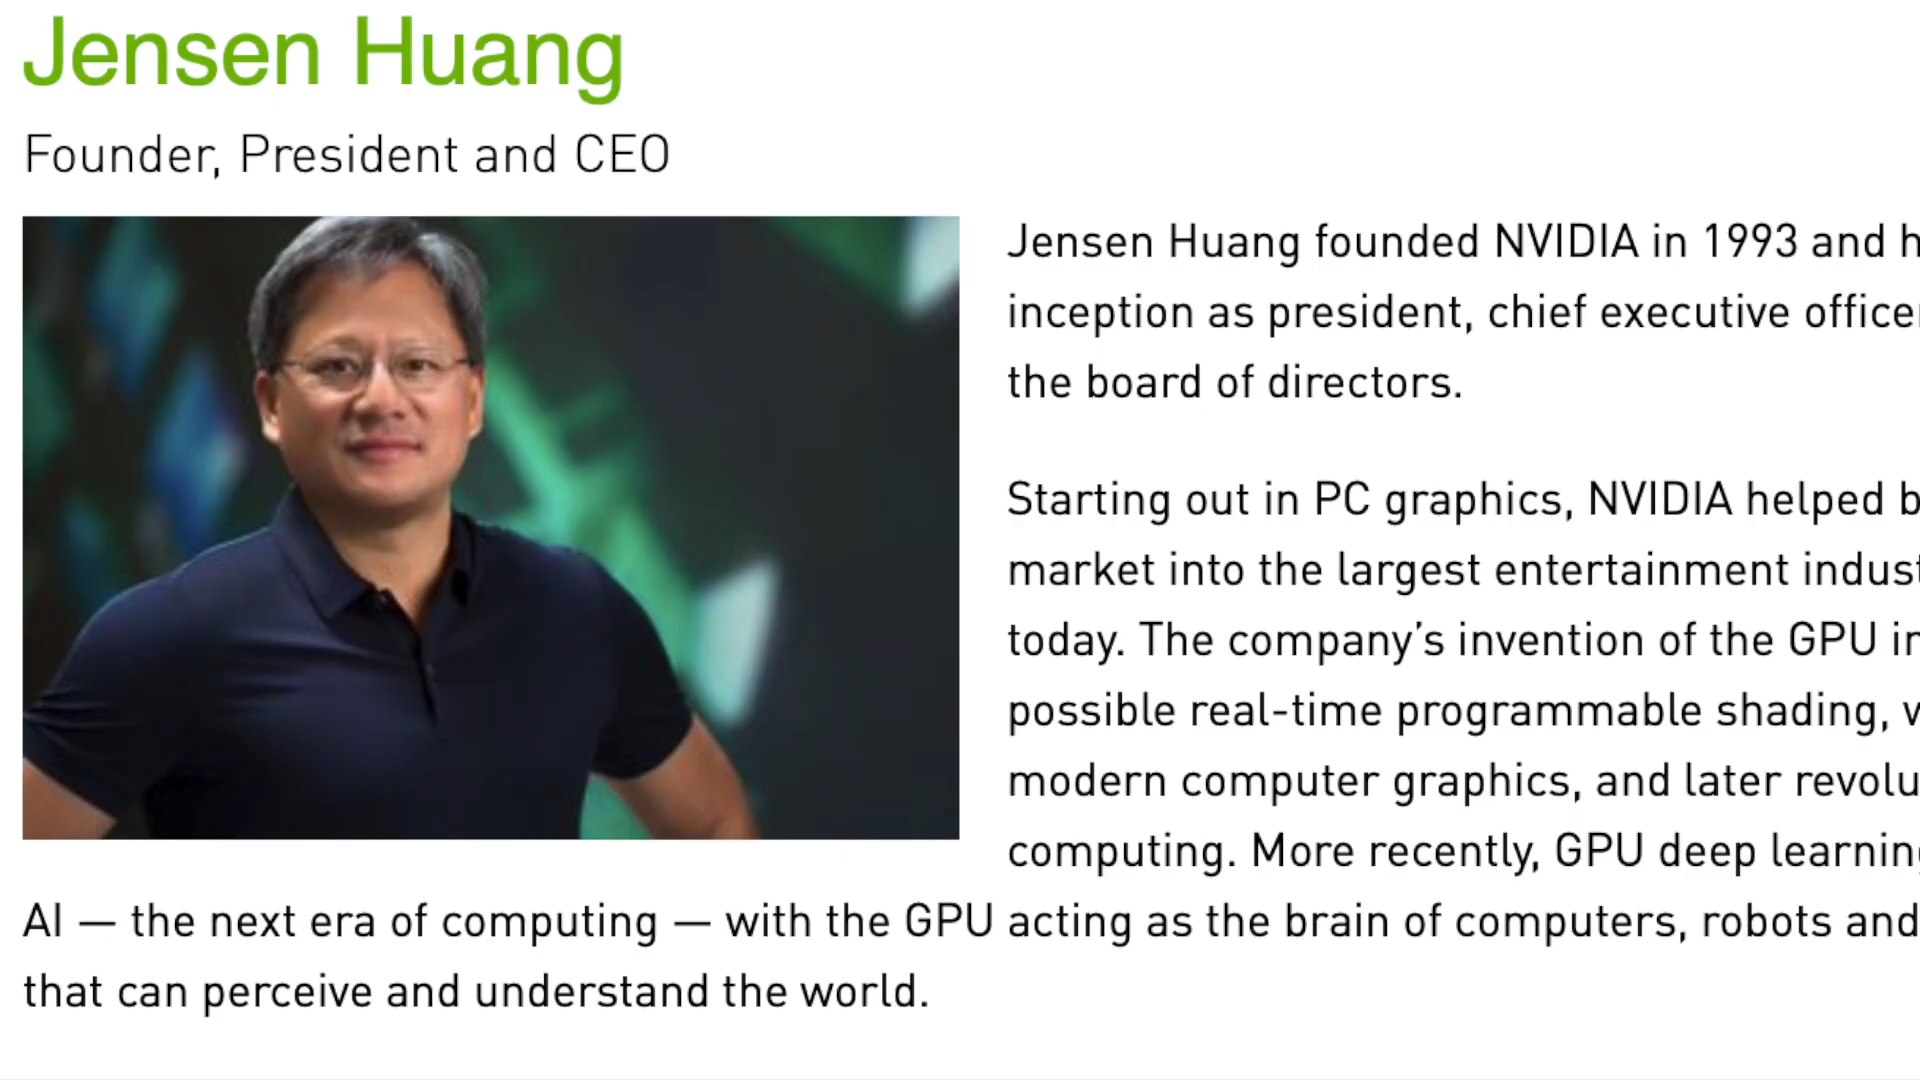 Jensen Huang
Founder, President and CEO
Jensen Huang founded NVIDIA in 1993 and
inception as president, chief executive officer
the board of directors.
Starting out in PC graphics, NVIDIA helped
market into the largest entertainment
today. The company’s invention of the GPU
possible real-time programmable shading,
modern computer graphics, and later
computing. More recently, GPU deep learning
AI — the next era of computing — with the GPU acting as the brain of computers, robots and
that can perceive and understand the world.